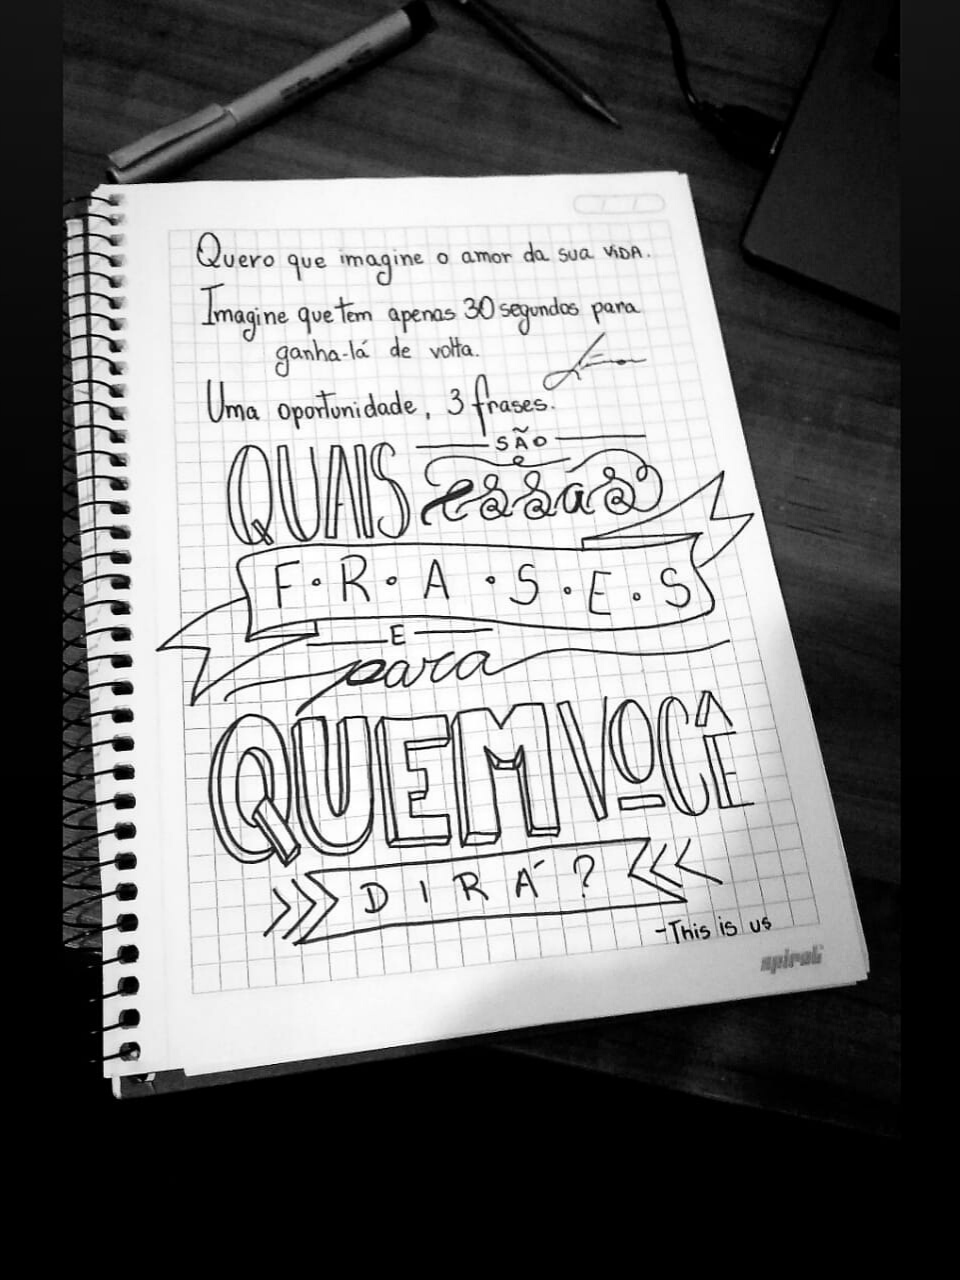 Quero que imagine o amor da sua vida.
Imagine que tem apenas 30 segundos para
ganha-lá de volta.
Uma oportunidade, 3 frases.
QUAIS SÃO essas
F·R·A·S·E·S
E
para
QUEM VOCÊ
DIRÁ?
-This is us
spiral